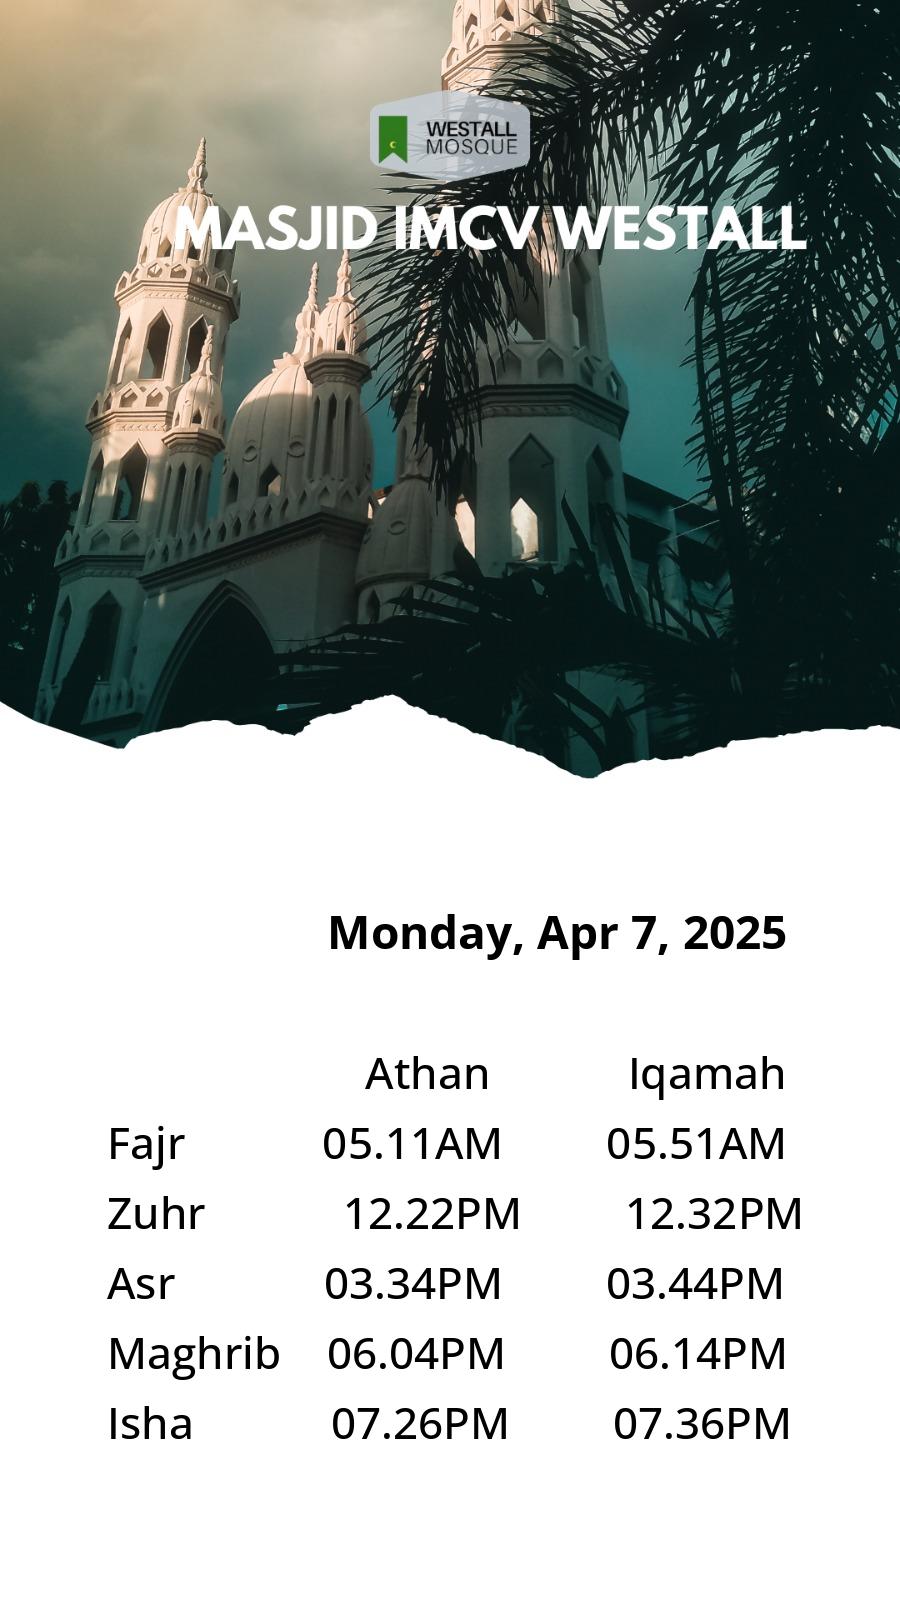 WESTALL
MOSQUE
MASJID IMCV WESTALL
Monday, Apr 7, 2025
Athan Iqamah
Fajr 05.11AM 05.51AM
Zuhr 12.22PM 12.32PM
Asr 03.34PM 03.44PM
Maghrib 06.04PM 06.14PM
Isha 07.26PM 07.36PM